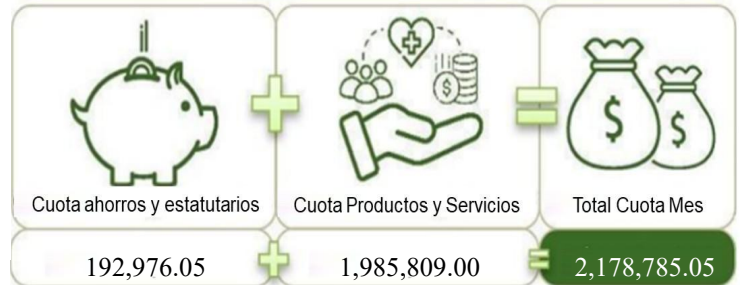 $
$ $
Cuota ahorros y estatutarios Cuota Productos y Servicios Total Cuota Mes
192,976.05 + 1,985,809.00 = 2,178,785.05